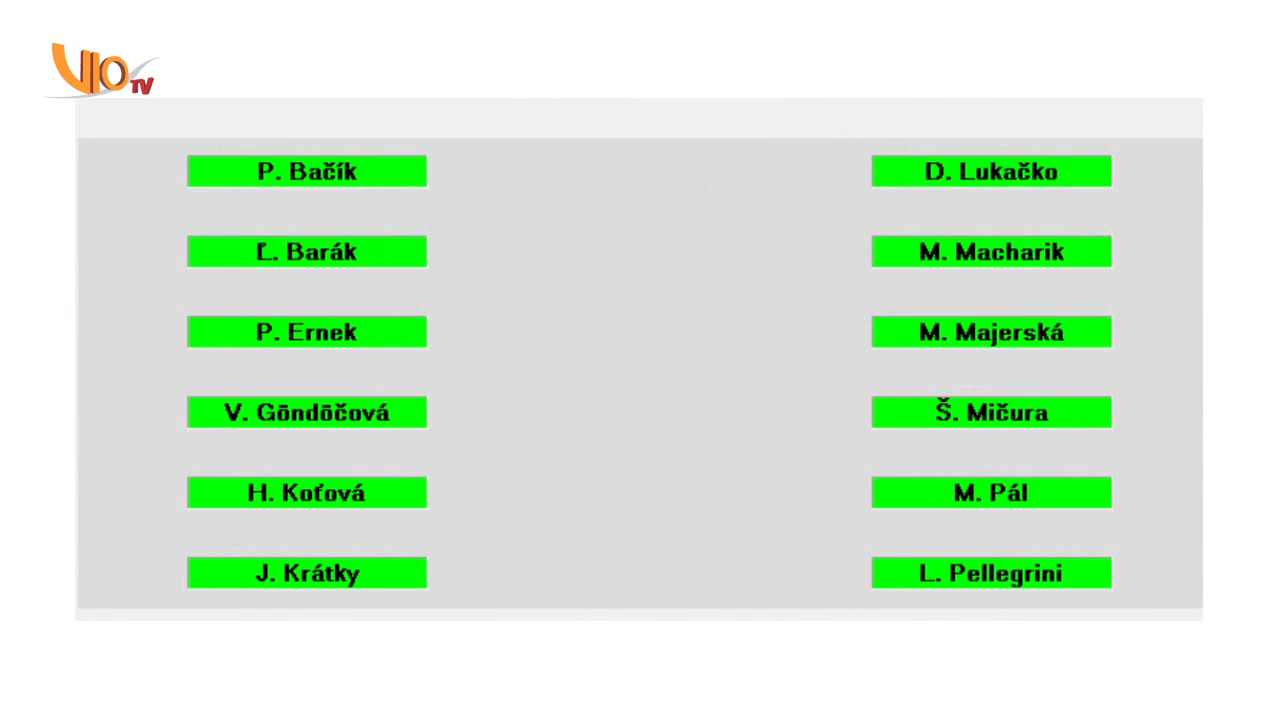 VIO TV
P. Bačík
Ľ. Barák
P. Ernek
V. Göndöčová
H. Koťová
J. Krátky
D. Lukačko
M. Macharik
M. Majerská
Š. Mičura
M. Pál
L. Pellegrini